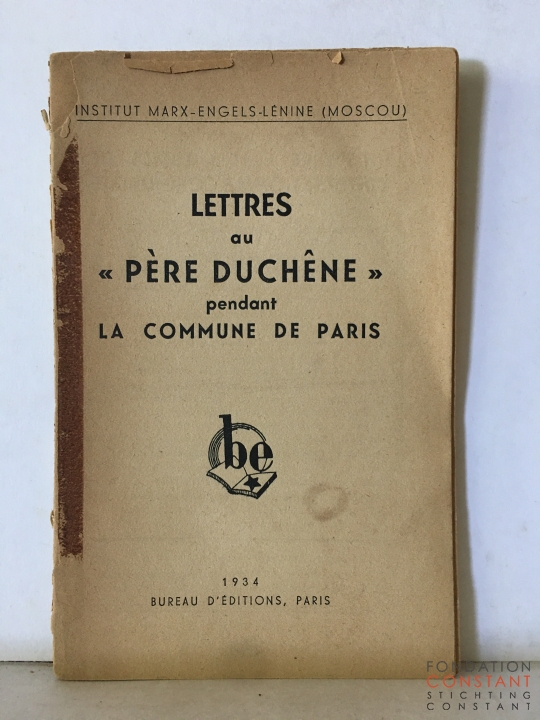 INSTITUT MARX-ENGELS-LÉNINE (MOSCOU)
LETTRES
au
« PÈRE DUCHÊNE »
pendant
LA COMMUNE DE PARIS
be
1934
BUREAU D'ÉDITIONS, PARIS
FONDATION
CONSTANT
STICHTING
CONSTANT